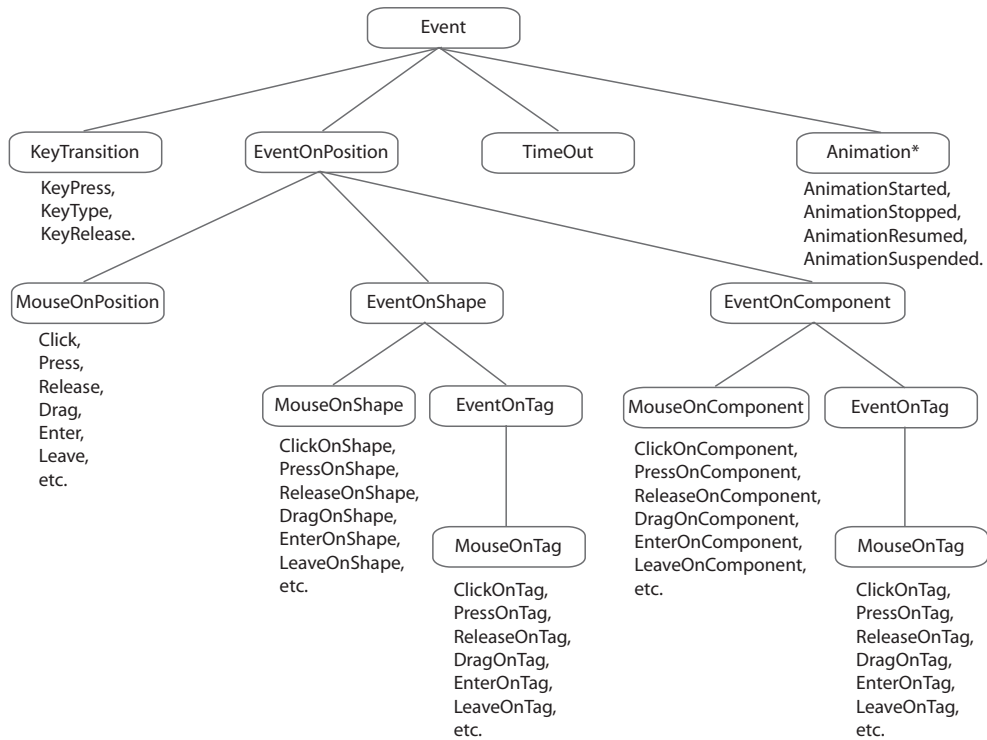 Event
KeyTransition
KeyPress,
KeyType,
KeyRelease.
EventOnPosition
TimeOut
Animation*
AnimationStarted,
AnimationStopped,
AnimationResumed,
AnimationSuspended.
MouseOnPosition
Click,
Press,
Release,
Drag,
Enter,
Leave,
etc.
EventOnShape
EventOnComponent
MouseOnShape
ClickOnShape,
PressOnShape,
ReleaseOnShape,
DragOnShape,
EnterOnShape,
LeaveOnShape,
etc.
EventOnTag
MouseOnTag
ClickOnTag,
PressOnTag,
ReleaseOnTag,
DragOnTag,
EnterOnTag,
LeaveOnTag,
etc.
MouseOnComponent
ClickOnComponent,
PressOnComponent,
ReleaseOnComponent,
DragOnComponent,
EnterOnComponent,
LeaveOnComponent,
etc.
EventOnTag
MouseOnTag
ClickOnTag,
PressOnTag,
ReleaseOnTag,
DragOnTag,
EnterOnTag,
LeaveOnTag,
etc.